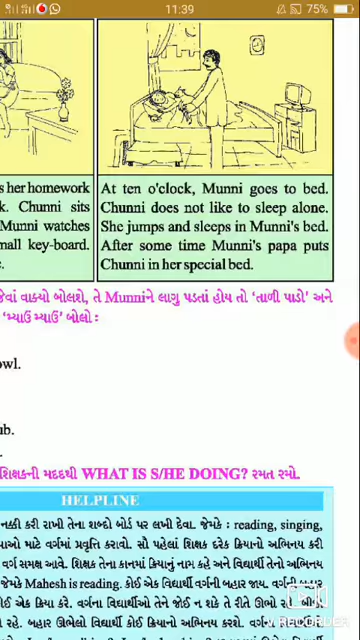 11:39
75%
s her homework
k. Chunni sits
Munni watches
mall key-board.
e.
At ten o'clock, Munni goes to bed.
Chunni does not like to sleep alone.
She jumps and sleeps in Munni's bed.
After some time Munni's papa puts
Chunni in her special bed.
જેવાં વાક્યો બોલશે, તે Munniને લાગુ પડતાં હોય તો 'તાળી પાડો' અને
'મ્યાઉં મ્યાઉં' બોલો :
owl.
ub.
શિક્ષકની મદદથી WHAT IS S/HE DOING? રમત રમો.
HELPLINE
નક્કી કરી રાખી તેના શબ્દો બોર્ડ પર લખી દેવા. જેમકે : reading, singing,
યાઓ માટે વર્ગમાં પ્રવૃત્તિ કરાવો. સૌ પહેલાં શિક્ષક દરેક ક્રિયાનો અભિનય કરી
વર્ગ સમક્ષ આવે. શિક્ષક તેના કાનમાં ક્રિયાનું નામ કહે અને વિદ્યાર્થી તેનો અભિનય
જેમકે Mahesh is reading. કોઈ એક વિદ્યાર્થી વર્ગની બહાર જાય. વર્ગની
કોઈ એક ક્રિયા કરે. વર્ગના વિદ્યાર્થીઓ તેને જોઈ ન શકે તે રીતે ઊભો રહે.
રહે. બહાર ઊભેલો વિદ્યાર્થી કોઈ ક્રિયાનો અભિનય કરશે. વર્ગના
V RECORDER